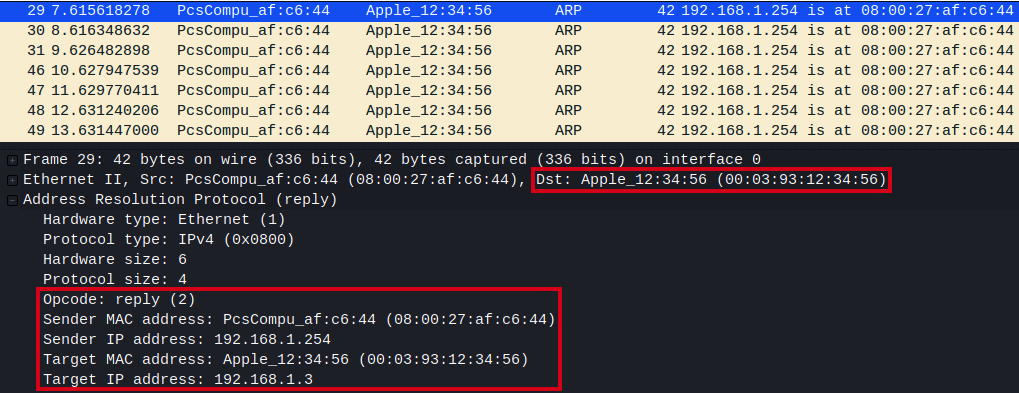 29 7.615618278 PcsCompu_af:c6:44 Apple_12:34:56 ARP 42 192.168.1.254 is at 08:00:27:af:c6:44
30 8.616348632 PcsCompu_af:c6:44 Apple_12:34:56 ARP 42 192.168.1.254 is at 08:00:27:af:c6:44
31 9.626482898 PcsCompu_af:c6:44 Apple_12:34:56 ARP 42 192.168.1.254 is at 08:00:27:af:c6:44
46 10.627947539 PcsCompu_af:c6:44 Apple_12:34:56 ARP 42 192.168.1.254 is at 08:00:27:af:c6:44
47 11.629770411 PcsCompu_af:c6:44 Apple_12:34:56 ARP 42 192.168.1.254 is at 08:00:27:af:c6:44
48 12.631240206 PcsCompu_af:c6:44 Apple_12:34:56 ARP 42 192.168.1.254 is at 08:00:27:af:c6:44
49 13.631447000 PcsCompu_af:c6:44 Apple_12:34:56 ARP 42 192.168.1.254 is at 08:00:27:af:c6:44
Frame 29: 42 bytes on wire (336 bits), 42 bytes captured (336 bits) on interface 0
Ethernet II, Src: PcsCompu_af:c6:44 (08:00:27:af:c6:44), Dst: Apple_12:34:56 (00:03:93:12:34:56)
Address Resolution Protocol (reply)
Hardware type: Ethernet (1)
Protocol type: IPv4 (0x0800)
Hardware size: 6
Protocol size: 4
Opcode: reply (2)
Sender MAC address: PcsCompu_af:c6:44 (08:00:27:af:c6:44)
Sender IP address: 192.168.1.254
Target MAC address: Apple_12:34:56 (00:03:93:12:34:56)
Target IP address: 192.168.1.3